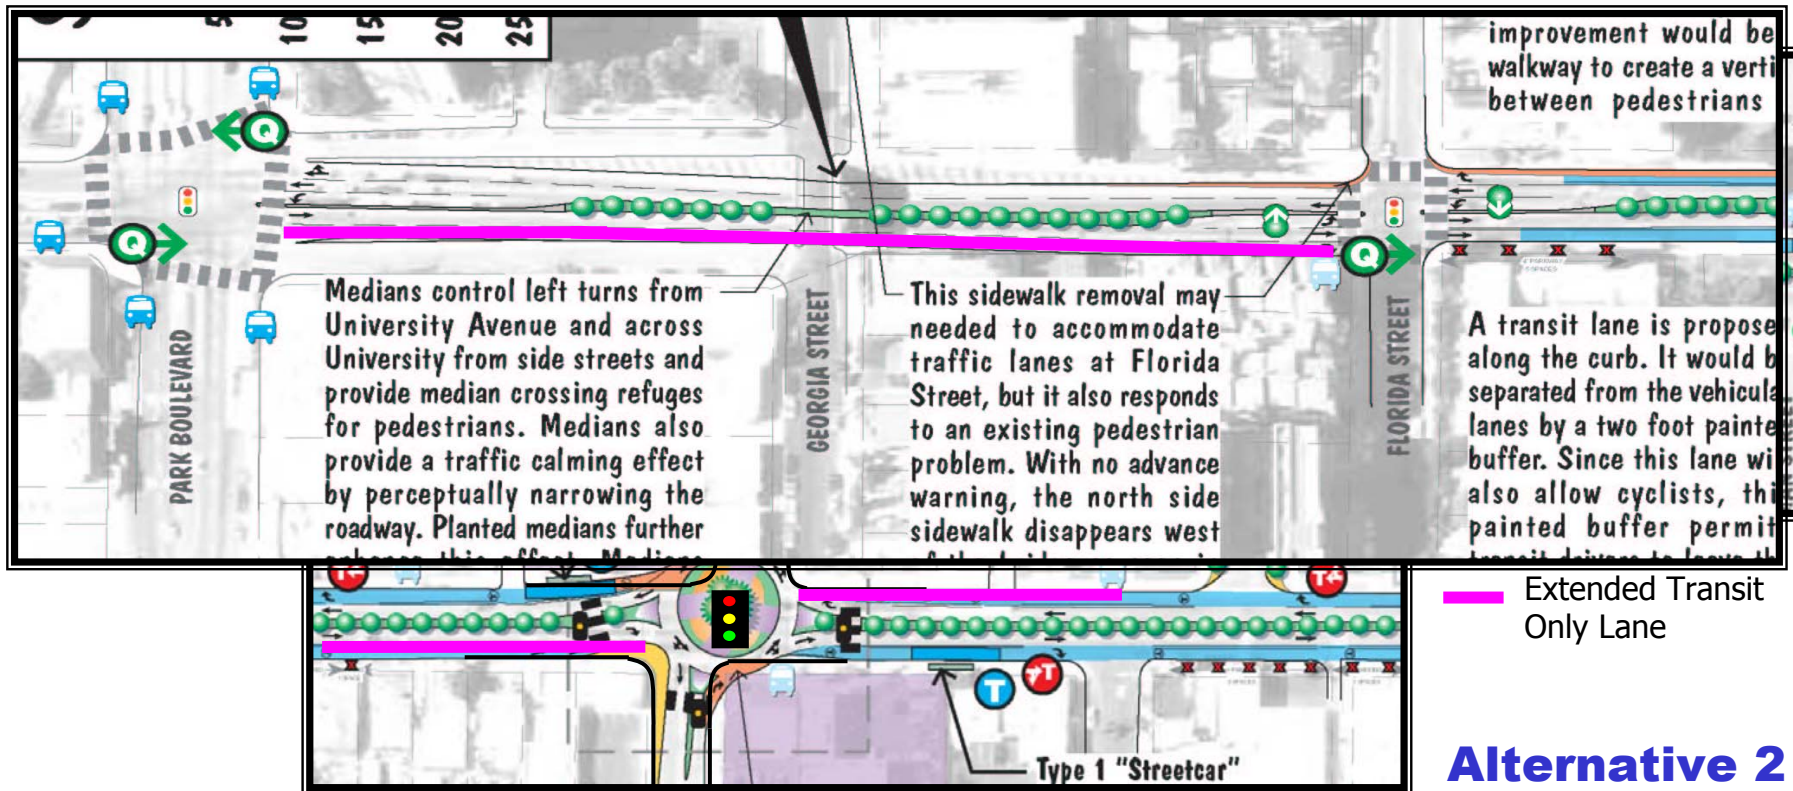 5
10
15
20
25
improvement would be
walkway to create a verti
between pedestrians
Q
Q
Q
Medians control left turns from
University Avenue and across
University from side streets and
provide median crossing refuges
for pedestrians. Medians also
provide a traffic calming effect
by perceptually narrowing the
roadway. Planted medians further
This sidewalk removal may
needed to accommodate
traffic lanes at Florida
Street, but it also responds
to an existing pedestrian
problem. With no advance
warning, the north side
sidewalk disappears west
A transit lane is propose
along the curb. It would b
separated from the vehicula
lanes by a two foot painte
buffer. Since this lane wi
also allow cyclists, thi
painted buffer permit
PARK BOULEVARD
GEORGIA STREET
FLORIDA STREET
T
T
T
T
Type 1 "Streetcar"
Extended Transit
Only Lane
Alternative 2